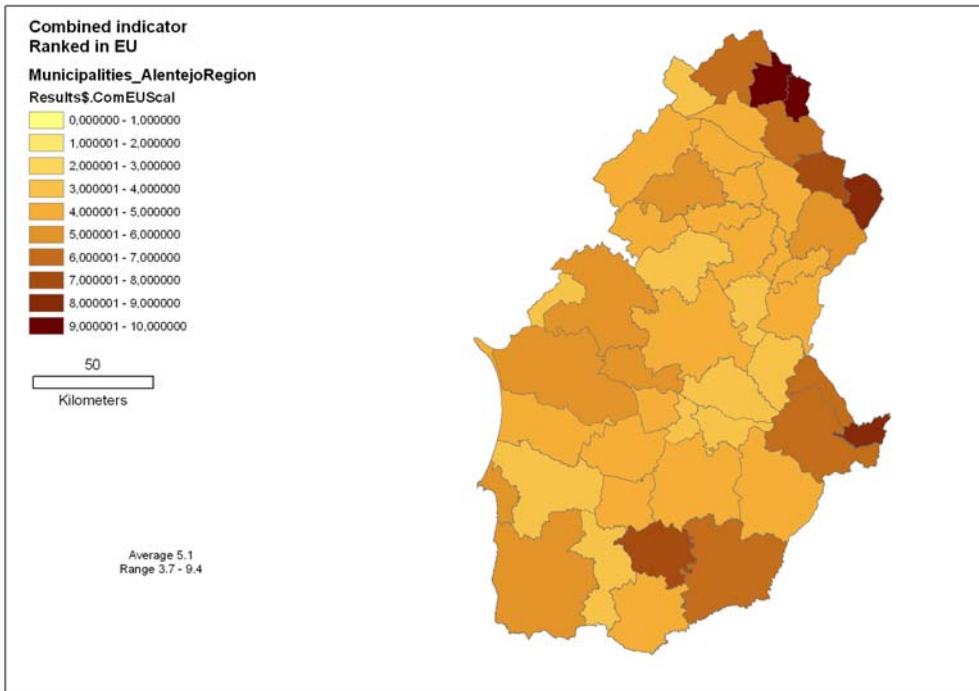 Combined indicator
Ranked in EU
Municipalities_AlentejoRegion
Results$.ComEUScal
0,000000 - 1,000000
1,000001 - 2,000000
2,000001 - 3,000000
3,000001 - 4,000000
4,000001 - 5,000000
5,000001 - 6,000000
6,000001 - 7,000000
7,000001 - 8,000000
8,000001 - 9,000000
9,000001 - 10,000000
50
Kilometers
Average 5.1
Range 3.7 - 9.4